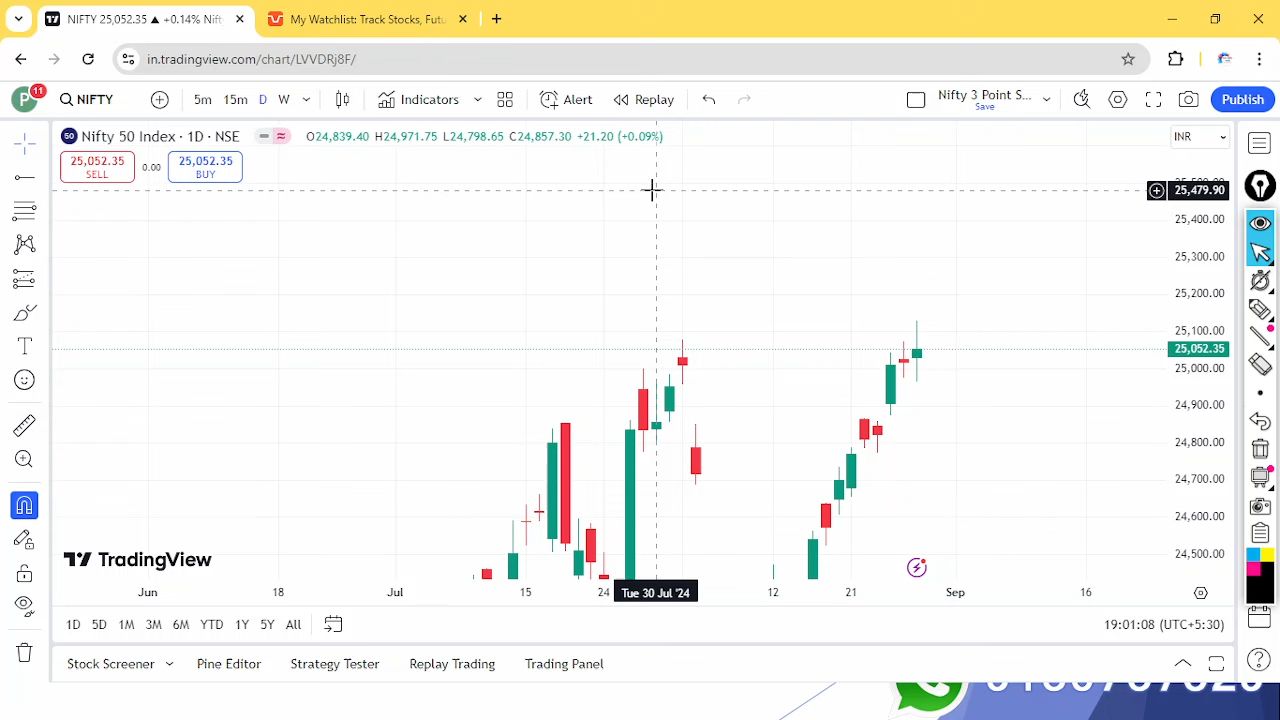 NIFTY 25,052.35 ▲ +0.14% Nift
My Watchlist: Track Stocks, Futu
in.tradingview.com/chart/LVVDRj8F/
P 11 NIFTY 5m 15m D W Indicators Alert Replay Nifty 3 Point S... Save Publish
50 Nifty 50 Index · 1D · NSE O24,839.40 H24,971.75 L24,798.65 C24,857.30 +21.20 (+0.09%) INR
25,052.35 SELL 0.00 25,052.35 BUY
25,479.90
25,400.00
25,300.00
25,200.00
25,100.00
25,052.35
25,000.00
24,900.00
24,800.00
24,700.00
24,600.00
24,500.00
TradingView
Jun 18 Jul 15 24 Tue 30 Jul '24 12 21 Sep 16
1D 5D 1M 3M 6M YTD 1Y 5Y All 19:01:08 (UTC+5:30)
Stock Screener Pine Editor Strategy Tester Replay Trading Trading Panel